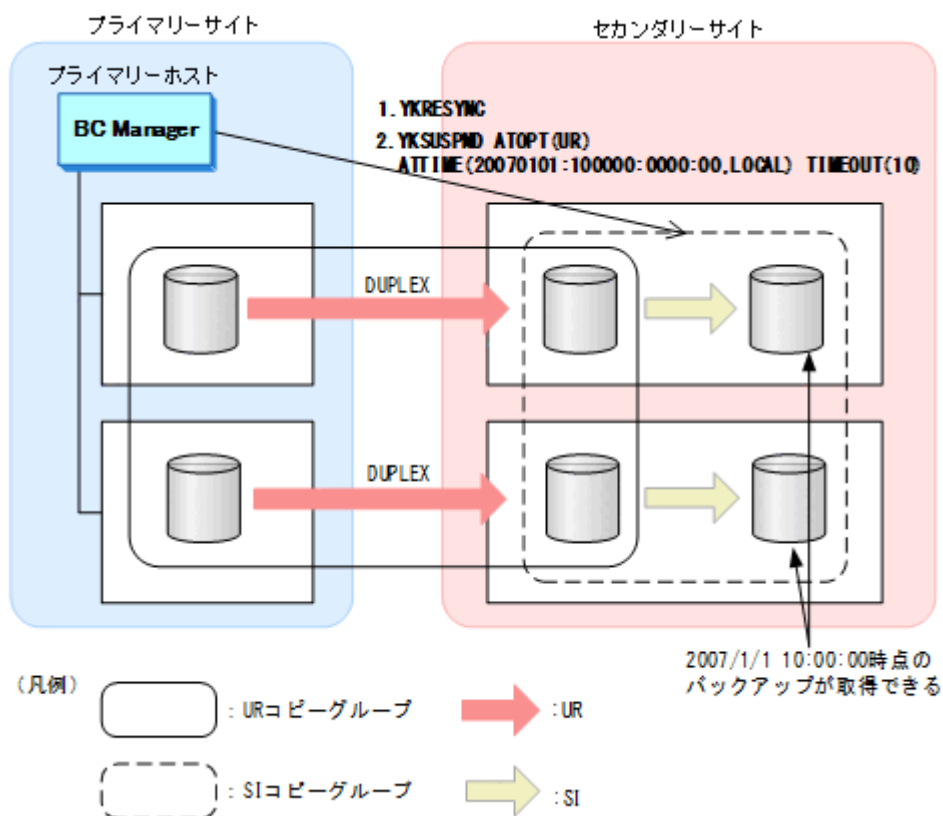 プライマリーサイト
セカンダリーサイト
プライマリーホスト
BC Manager
1.YKRESYNC
2.YKSUSPND ATOPT(UR)
ATTIME(20070101:100000:0000:00,LOCAL) TIMEOUT(10)
DUPLEX
DUPLEX
2007/1/1 10:00:00時点の
バックアップが取得できる
(凡例)
:URコピーグループ
:UR
:SIコピーグループ
:SI